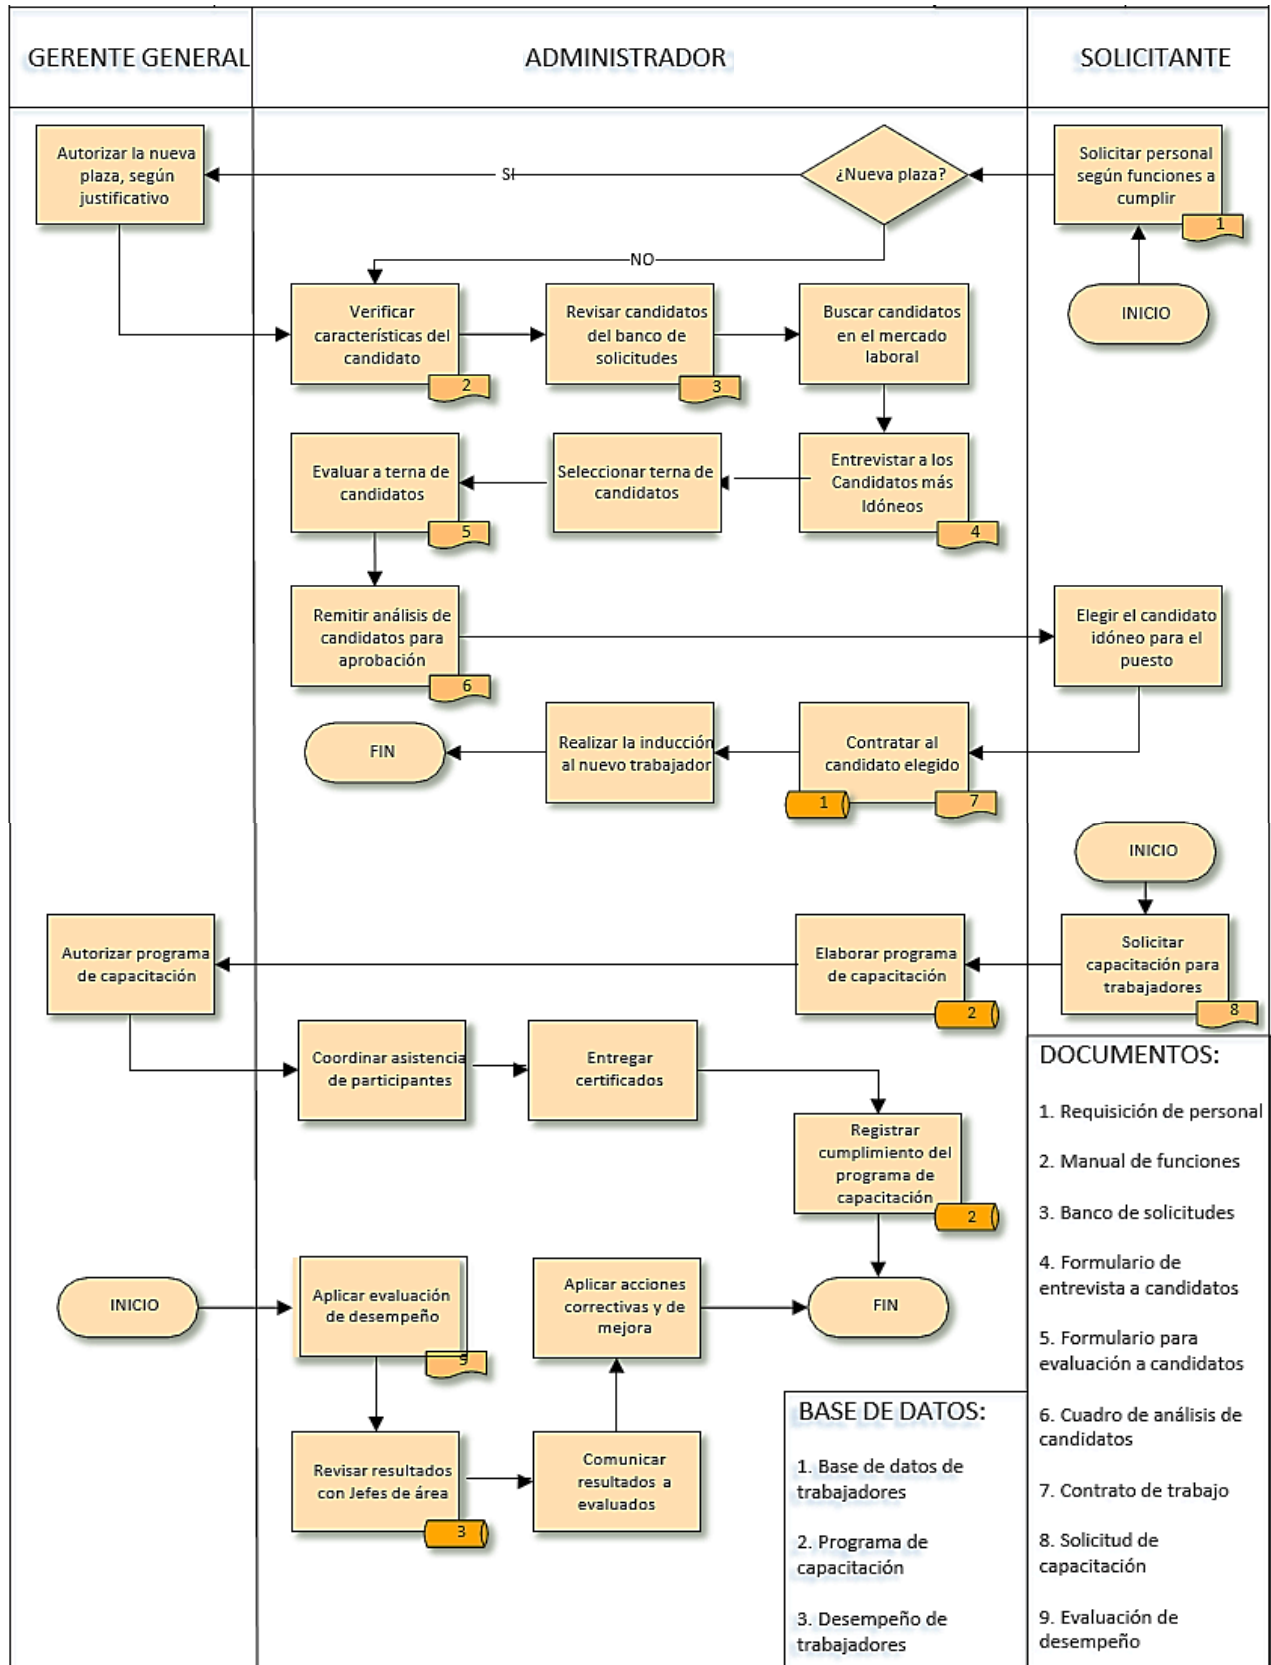 GERENTE GENERAL
ADMINISTRADOR
SOLICITANTE
Autorizar la nueva
plaza, según
justificativo
SI
¿Nueva plaza?
Solicitar personal
según funciones a
cumplir
1
INICIO
NO
Verificar
características del
candidato
2
Revisar candidatos
del banco de
solicitudes
3
Buscar candidatos
en el mercado
laboral
Evaluar a terna de
candidatos
5
Seleccionar terna de
candidatos
Entrevistar a los
Candidatos más
Idóneos
4
Remitir análisis de
candidatos para
aprobación
6
Elegir el candidato
idóneo para el
puesto
FIN
Realizar la inducción
al nuevo trabajador
Contratar al
candidato elegido
1
7
INICIO
Autorizar programa
de capacitación
Elaborar programa
de capacitación
2
Solicitar
capacitación para
trabajadores
8
Coordinar asistencia
de participantes
Entregar
certificados
Registrar
cumplimiento del
programa de
capacitación
2
INICIO
Aplicar evaluación
de desempeño
9
Aplicar acciones
correctivas y de
mejora
FIN
Revisar resultados
con Jefes de área
3
Comunicar
resultados a
evaluados
BASE DE DATOS:
1. Base de datos de
trabajadores
2. Programa de
capacitación
3. Desempeño de
trabajadores
DOCUMENTOS:
1. Requisición de personal
2. Manual de funciones
3. Banco de solicitudes
4. Formulario de
entrevista a candidatos
5. Formulario para
evaluación a candidatos
6. Cuadro de análisis de
candidatos
7. Contrato de trabajo
8. Solicitud de
capacitación
9. Evaluación de
desempeño